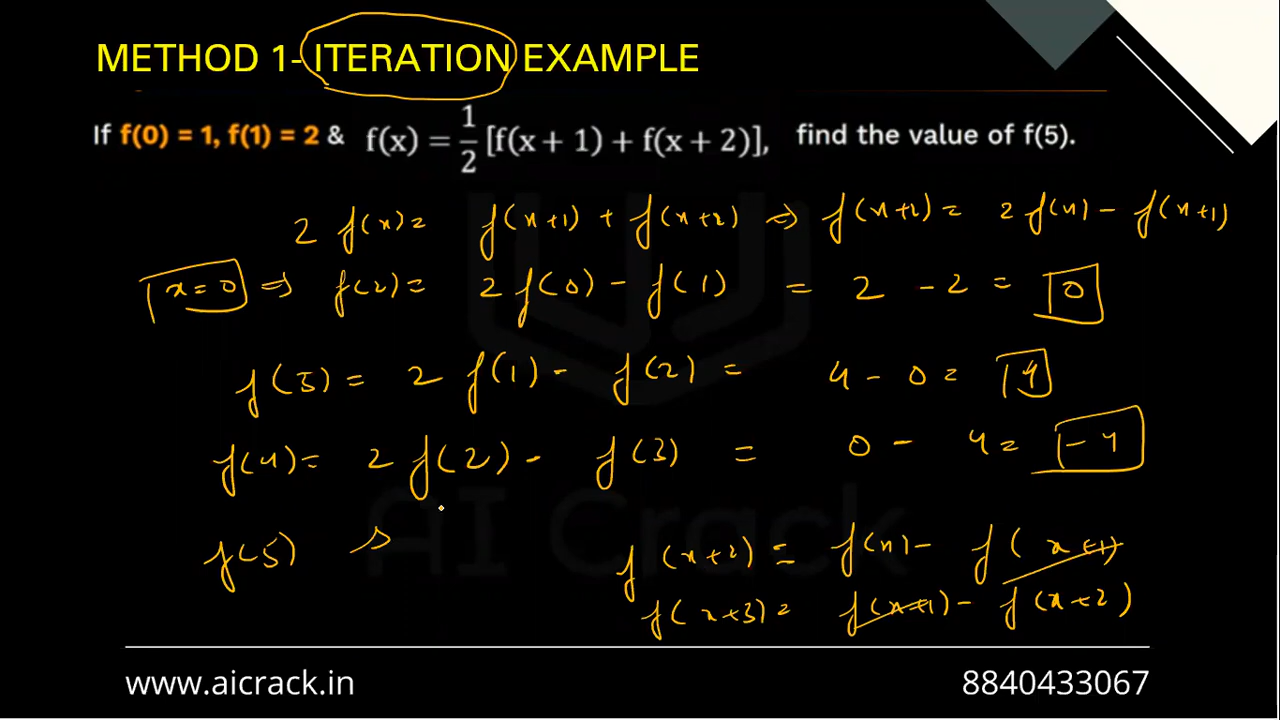 METHOD 1- ITERATION EXAMPLE
If f(0) = 1, f(1) = 2 & f(x) = 1/2 [f(x + 1) + f(x + 2)], find the value of f(5).
2 f(x) = f(x+1) + f(x+2) ⇒ f(x+2) = 2 f(x) - f(x+1)
x=0 ⇒ f(2) = 2 f(0) - f(1) = 2 - 2 = 0
f(3) = 2 f(1) - f(2) = 4 - 0 = 4
f(4) = 2 f(2) - f(3) = 0 - 4 = -4
f(5)
f(x+2) = f(x) - f(x+1)
f(x+3) = f(x+1) - f(x+2)
AI Crack
www.aicrack.in
8840433067